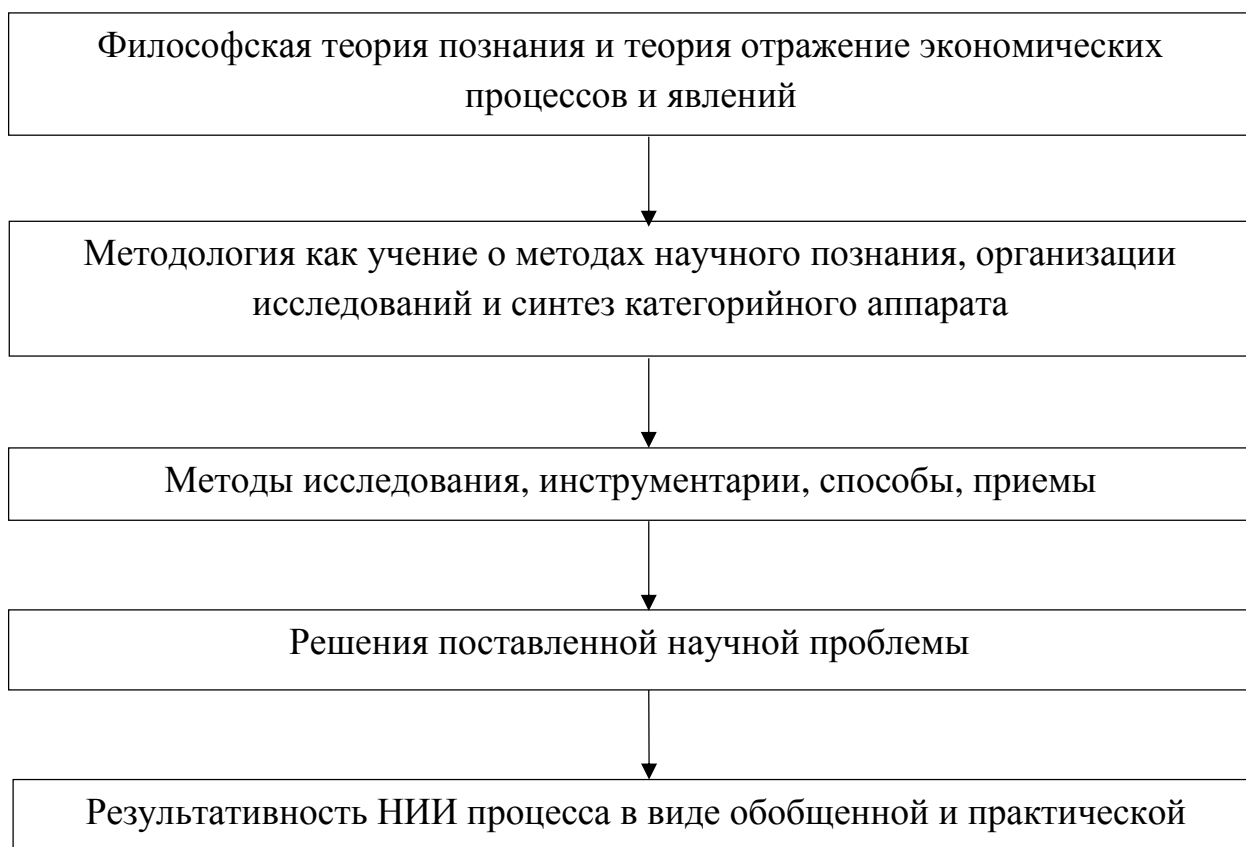 Философская теория познания и теория отражение экономических
процессов и явлений
Методология как учение о методах научного познания, организации
исследований и синтез категорийного аппарата
Методы исследования, инструментарии, способы, приемы
Решения поставленной научной проблемы
Результативность НИИ процесса в виде обобщенной и практической